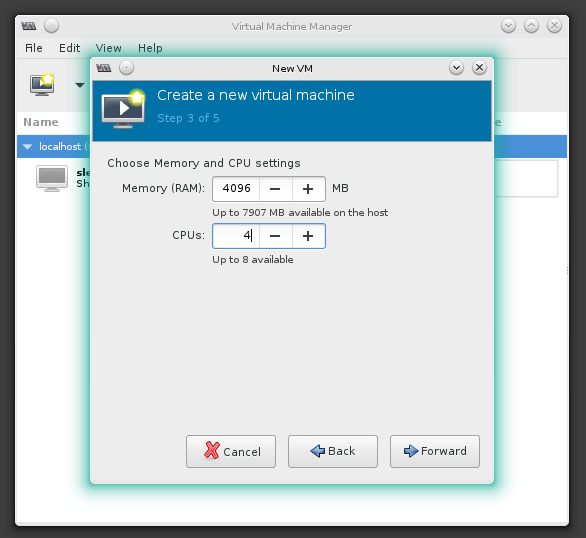 Virtual Machine Manager
File Edit View Help
Name
localhost
New VM
Create a new virtual machine
Step 3 of 5
Choose Memory and CPU settings
Memory (RAM): 4096 MB
Up to 7907 MB available on the host
CPUs: 4
Up to 8 available
Cancel Back Forward